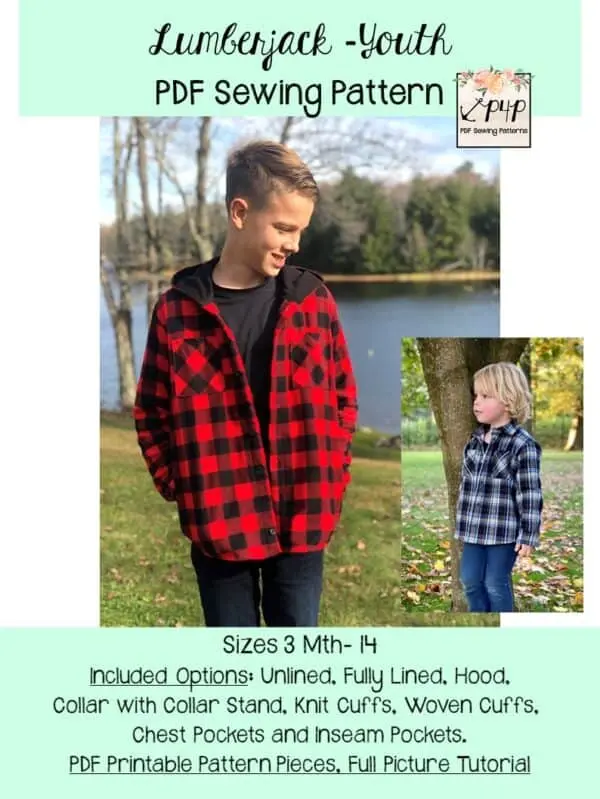 Lumberjack -Youth
PDF Sewing Pattern
P4P
PDF Sewing Patterns
Sizes 3 Mth- 14
Included Options: Unlined, Fully Lined, Hood,
Collar with Collar Stand, Knit Cuffs, Woven Cuffs,
Chest Pockets and Inseam Pockets.
PDF Printable Pattern Pieces, Full Picture Tutorial